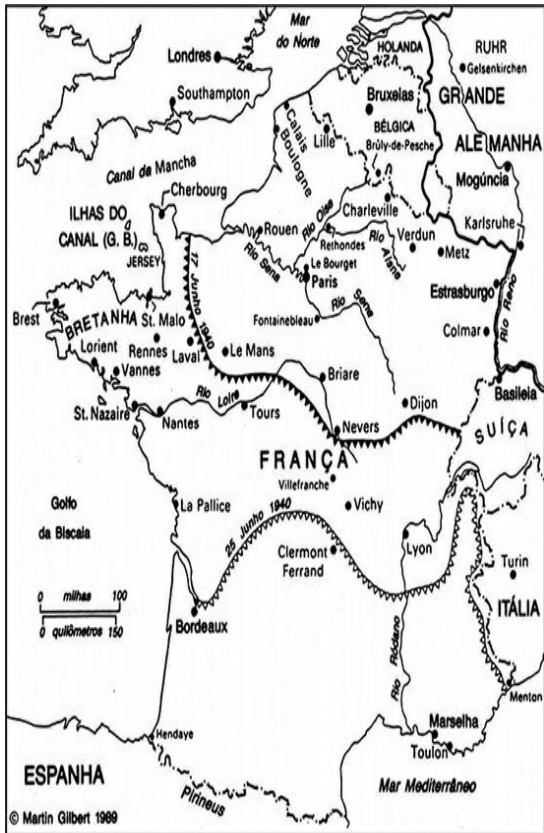 Mar
do Norte
Londres
Southampton
HOLANDA
RUHR
Gelsenkirchen
GRANDE
ALEMANHA
Bruxelas
BÉLGICA
Brûly-de-Pesche
Calais
Boulogne
Lille
Mogúncia
Canal da Mancha
Cherbourg
Charleville
Karlsruhe
ILHAS DO
CANAL (G. B.)
JERSEY
Rouen
Rio Oise
Rethondes
Rio
Aisne
Verdun
Metz
Rio Sena
Le Bourget
Paris
Estrasburgo
Rio Reno
17 Junho 1940
Brest
BRETANHA
St. Malo
Fontainebleau
Rio Sena
Colmar
Lorient
Rennes
Laval
Le Mans
Vannes
Briare
Basileia
Rio Loire
Dijon
St. Nazaire
Nantes
Tours
Nevers
SUÍÇA
FRANÇA
Villefranche
Golfo
da Biscaia
La Pallice
Vichy
25 Junho 1940
Lyon
Clermont
Ferrand
Turin
0 milhas 100
0 quilômetros 150
ITÁLIA
Bordeaux
Rio Ródano
Menton
Marselha
Hendaye
Toulon
ESPANHA
Mar Mediterrâneo
Pirineus
© Martin Gilbert 1989